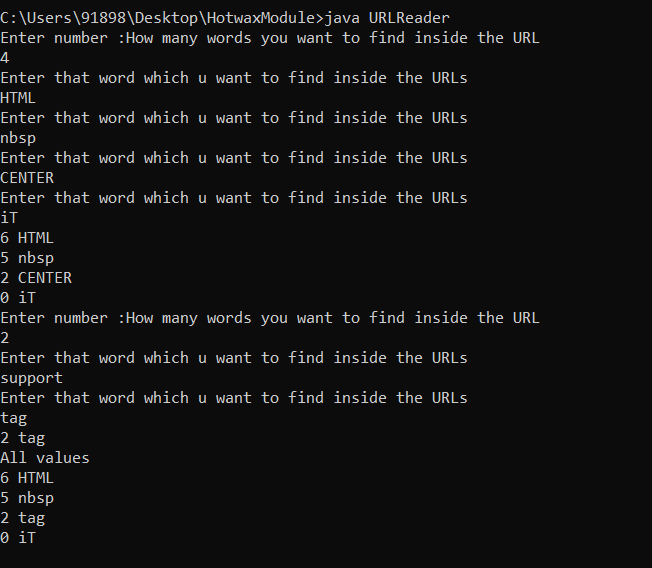 C:\Users\91898\Desktop\HotwaxModule>java URLReader
Enter number :How many words you want to find inside the URL
4
Enter that word which u want to find inside the URLs
HTML
Enter that word which u want to find inside the URLs
nbsp
Enter that word which u want to find inside the URLs
CENTER
Enter that word which u want to find inside the URLs
iT
6 HTML
5 nbsp
2 CENTER
0 iT
Enter number :How many words you want to find inside the URL
2
Enter that word which u want to find inside the URLs
support
Enter that word which u want to find inside the URLs
tag
2 tag
All values
6 HTML
5 nbsp
2 tag
0 iT